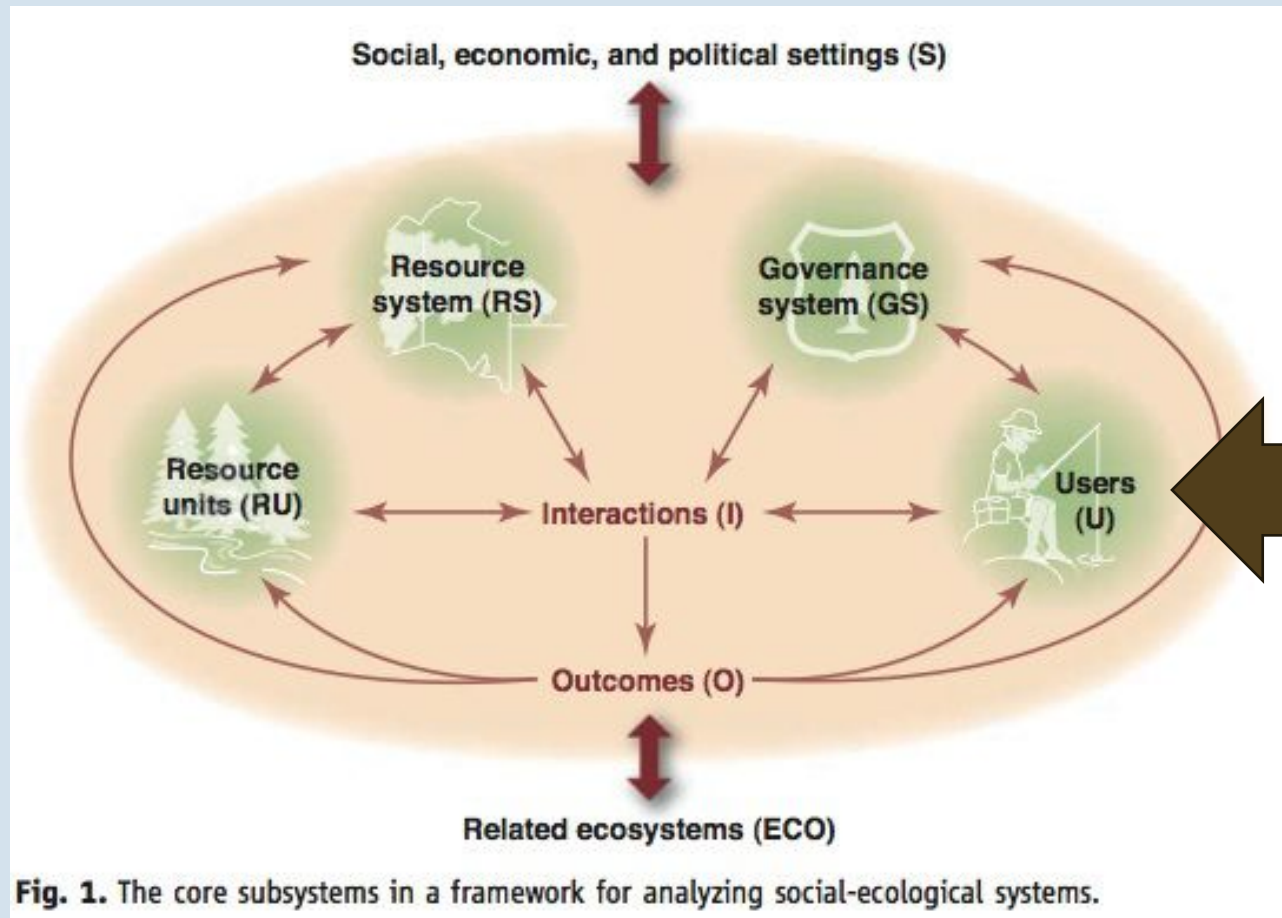 Social, economic, and political settings (S)
Resource
system (RS)
Governance
system (GS)
Resource
units (RU)
Users
(U)
Interactions (I)
Outcomes (O)
Related ecosystems (ECO)
Fig. 1. The core subsystems in a framework for analyzing social-ecological systems.